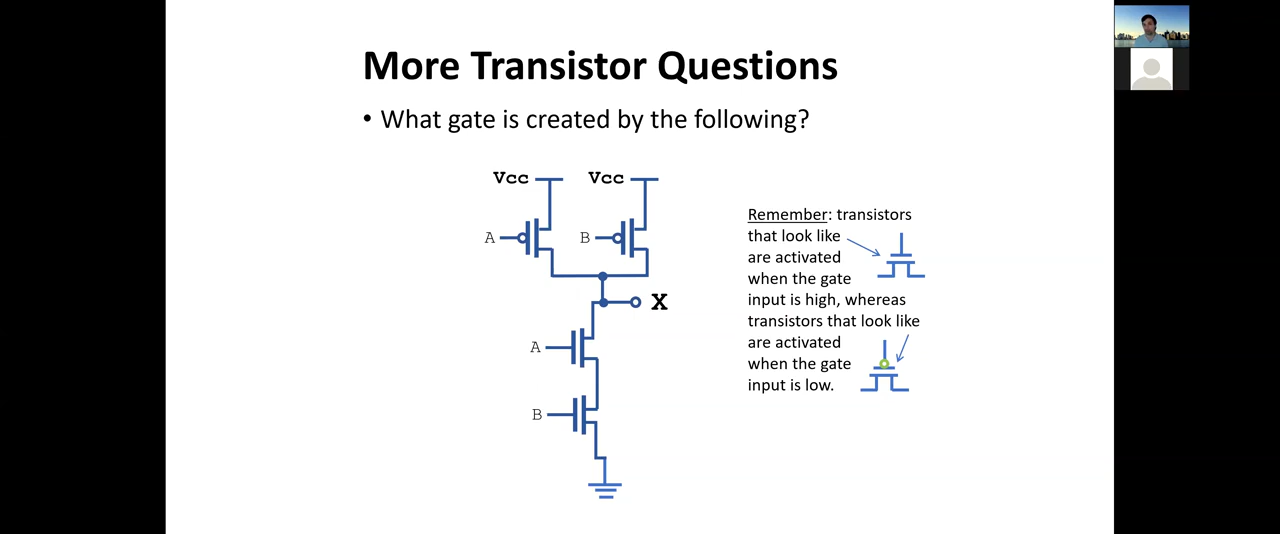 More Transistor Questions
• What gate is created by the following?
Vcc Vcc
A B
X
A
B
Remember: transistors
that look like
are activated
when the gate
input is high, whereas
transistors that look like
are activated
when the gate
input is low.